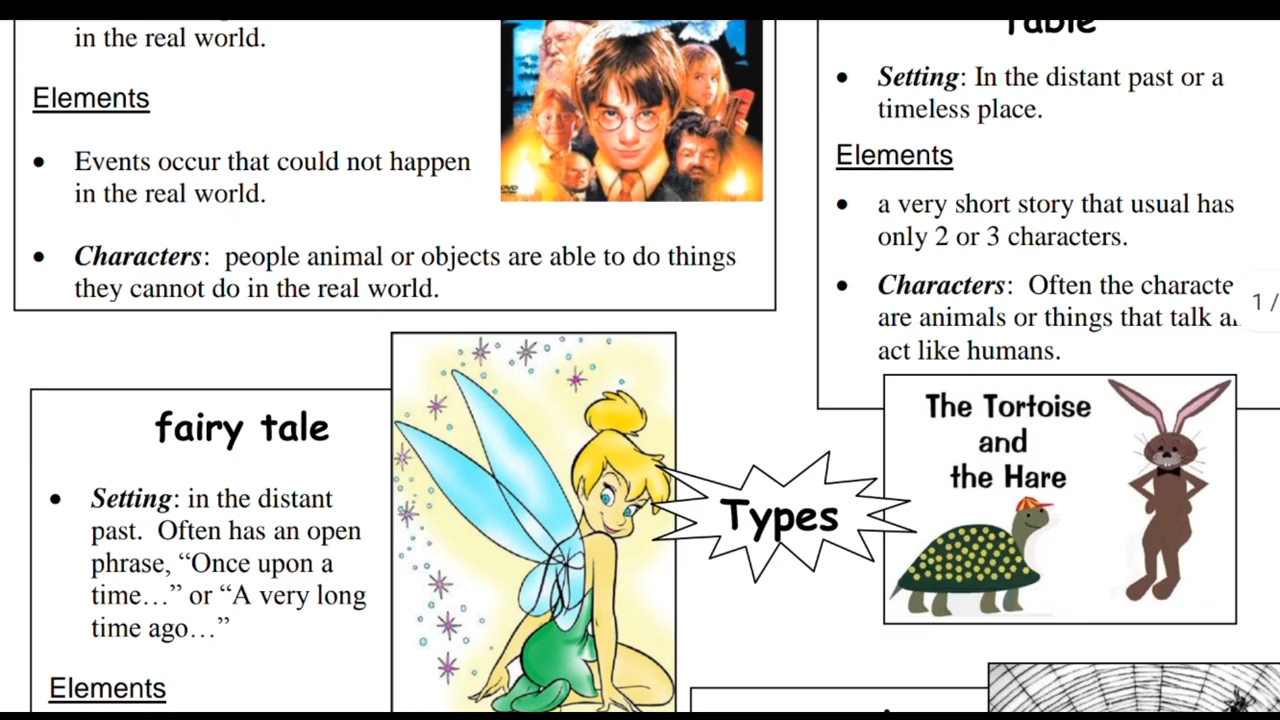 in the real world.
Elements
• Events occur that could not happen
in the real world.
• Characters: people animal or objects are able to do things
they cannot do in the real world.
fable
• Setting: In the distant past or a
timeless place.
Elements
• a very short story that usual has
only 2 or 3 characters.
• Characters: Often the characte
are animals or things that talk a
act like humans.
1 /
fairy tale
• Setting: in the distant
past. Often has an open
phrase, “Once upon a
time…” or “A very long
time ago…”
Elements
Types
The Tortoise
and
the Hare
DVD